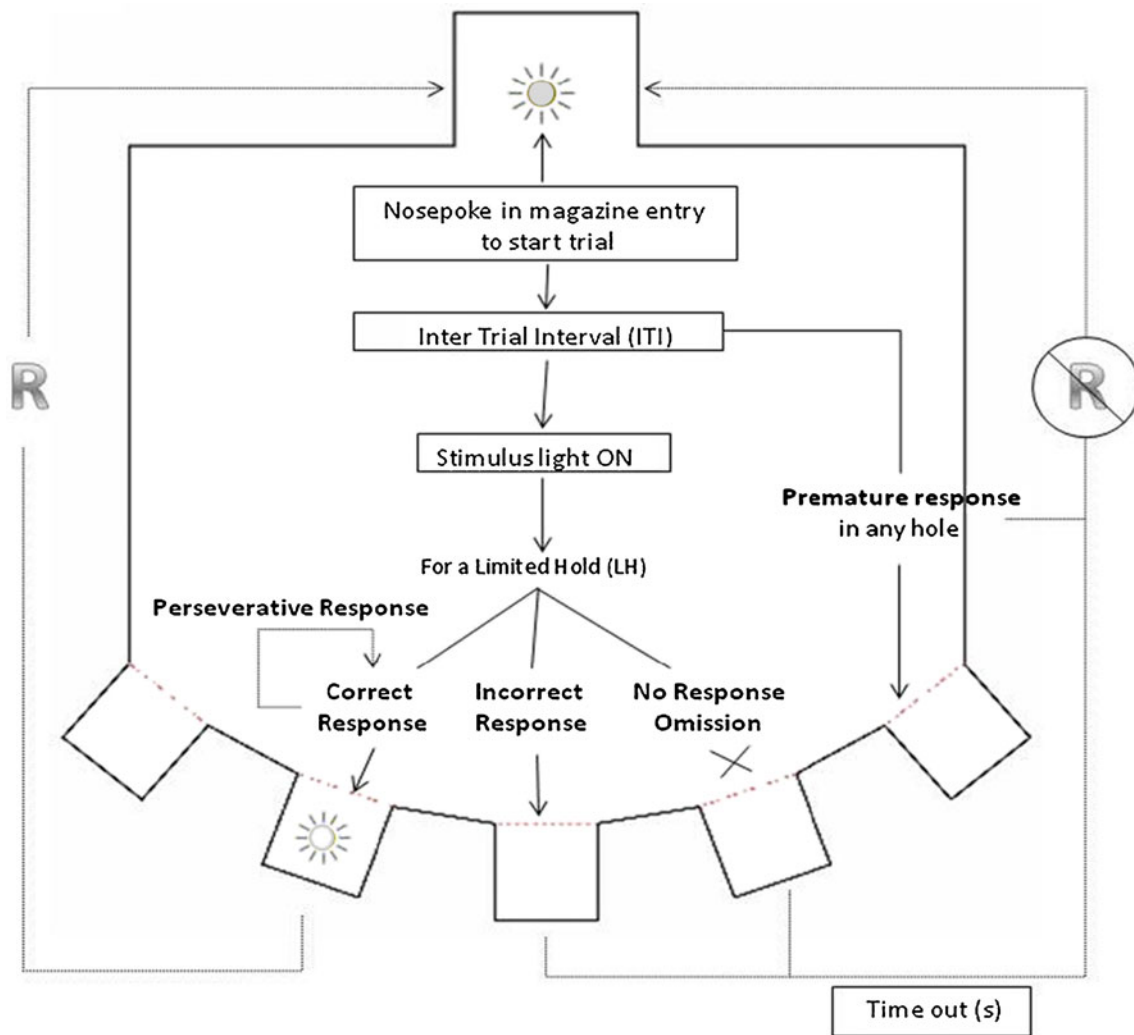 Nosepoke in magazine entry
to start trial
Inter Trial Interval (ITI)
R
R
Stimulus light ON
Premature response
in any hole
For a Limited Hold (LH)
Perseverative Response
Correct
Response
Incorrect
Response
No Response
Omission
Time out (s)